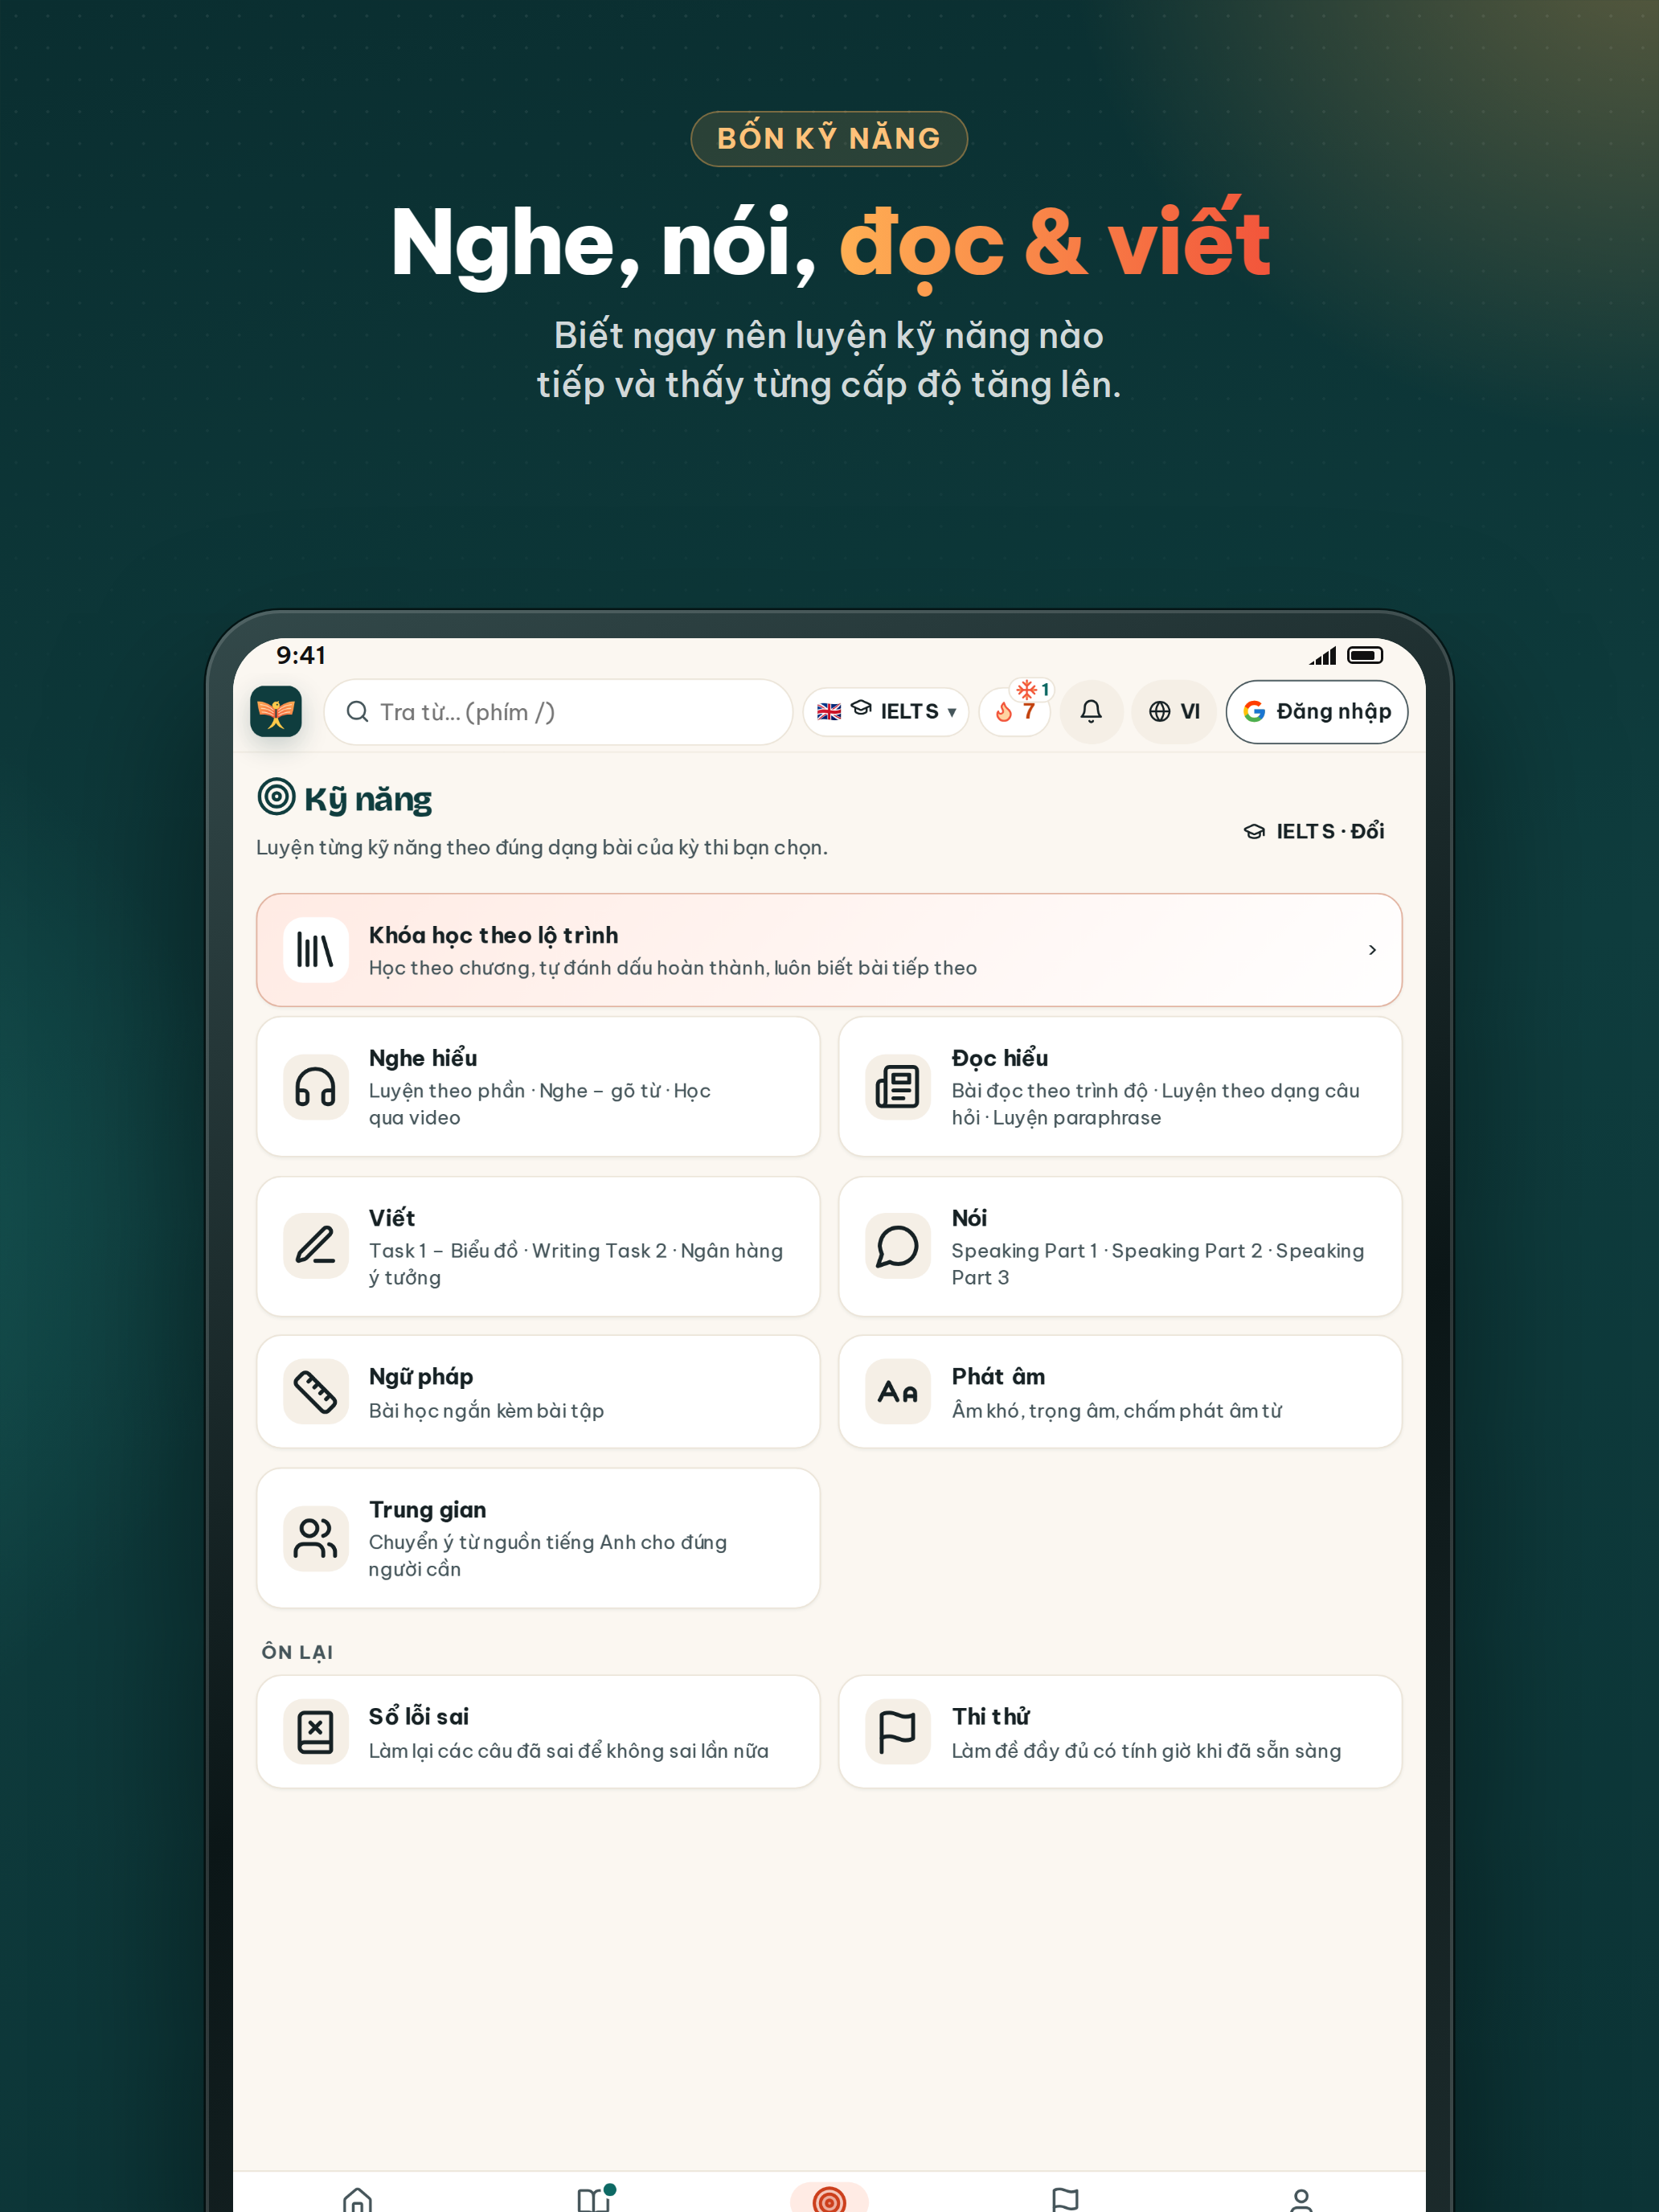 BỐN KỸ NĂNG
Nghe, nói, đọc & viết
Biết ngay nên luyện kỹ năng nào
tiếp và thấy từng cấp độ tăng lên.
9:41
Tra từ... (phím /)
IELTS ▾
7
1
VI
Đăng nhập
Kỹ năng
Luyện từng kỹ năng theo đúng dạng bài của kỳ thi bạn chọn.
IELTS · Đổi
Khóa học theo lộ trình
Học theo chương, tự đánh dấu hoàn thành, luôn biết bài tiếp theo
Nghe hiểu
Luyện theo phần · Nghe – gõ từ · Học
qua video
Đọc hiểu
Bài đọc theo trình độ · Luyện theo dạng câu
hỏi · Luyện paraphrase
Viết
Task 1 – Biểu đồ · Writing Task 2 · Ngân hàng
ý tưởng
Nói
Speaking Part 1 · Speaking Part 2 · Speaking
Part 3
Ngữ pháp
Bài học ngắn kèm bài tập
Phát âm
Âm khó, trọng âm, chấm phát âm từ
Trung gian
Chuyển ý từ nguồn tiếng Anh cho đúng
người cần
ÔN LẠI
Sổ lỗi sai
Làm lại các câu đã sai để không sai lần nữa
Thi thử
Làm đề đầy đủ có tính giờ khi đã sẵn sàng